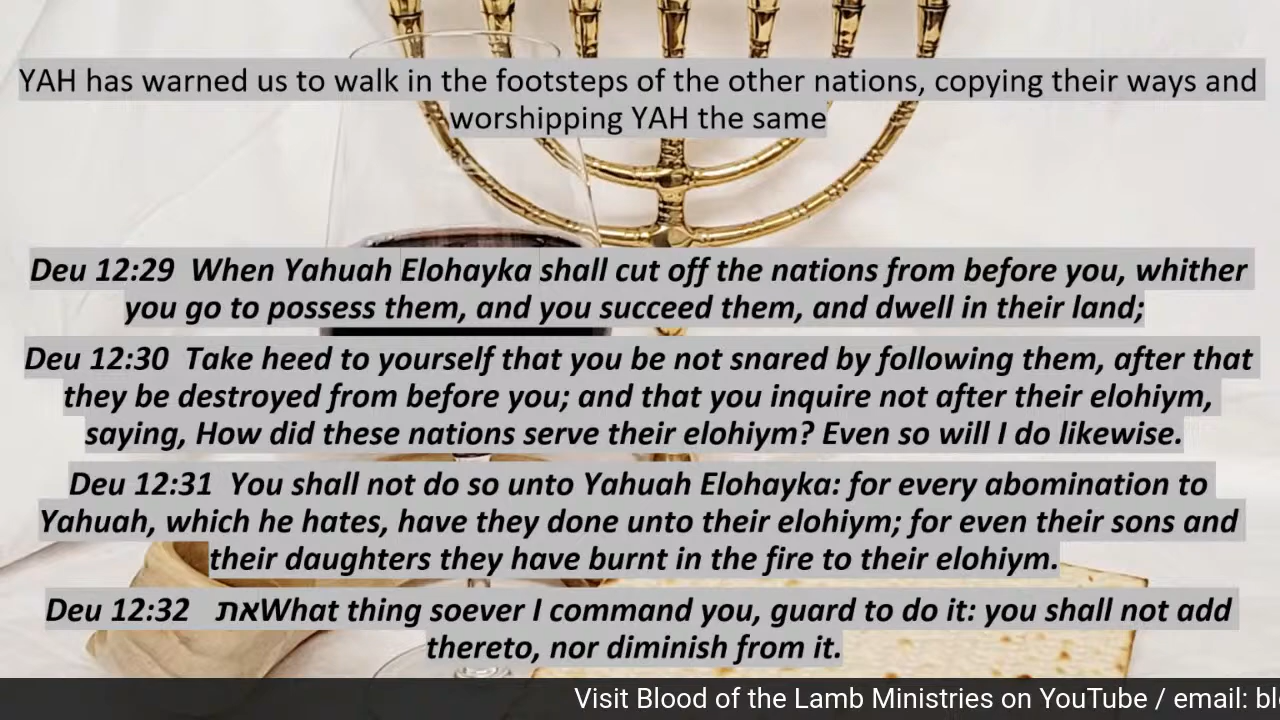 YAH has warned us to walk in the footsteps of the other nations, copying their ways and
worshipping YAH the same
Deu 12:29 When Yahuah Elohayka shall cut off the nations from before you, whither
you go to possess them, and you succeed them, and dwell in their land;
Deu 12:30 Take heed to yourself that you be not snared by following them, after that
they be destroyed from before you; and that you inquire not after their elohiym,
saying, How did these nations serve their elohiym? Even so will I do likewise.
Deu 12:31 You shall not do so unto Yahuah Elohayka: for every abomination to
Yahuah, which he hates, have they done unto their elohiym; for even their sons and
their daughters they have burnt in the fire to their elohiym.
Deu 12:32 את What thing soever I command you, guard to do it: you shall not add
thereto, nor diminish from it.
Visit Blood of the Lamb Ministries on YouTube / email: